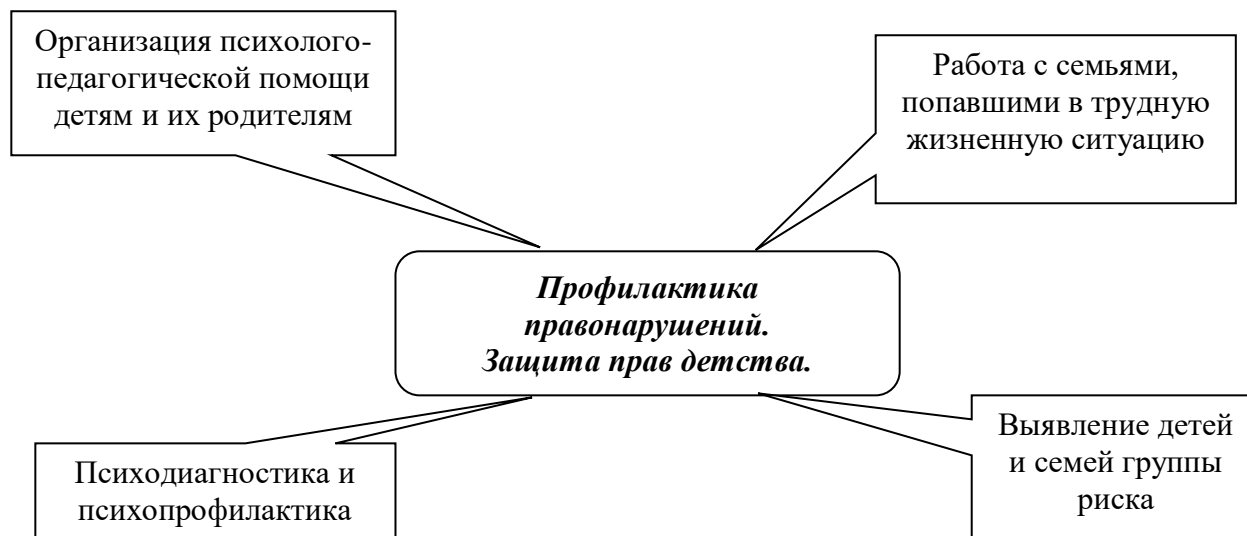 Организация психолого-
педагогической помощи
детям и их родителям
Работа с семьями,
попавшими в трудную
жизненную ситуацию
Профилактика
правонарушений.
Защита прав детства.
Психодиагностика и
психопрофилактика
Выявление детей
и семей группы
риска